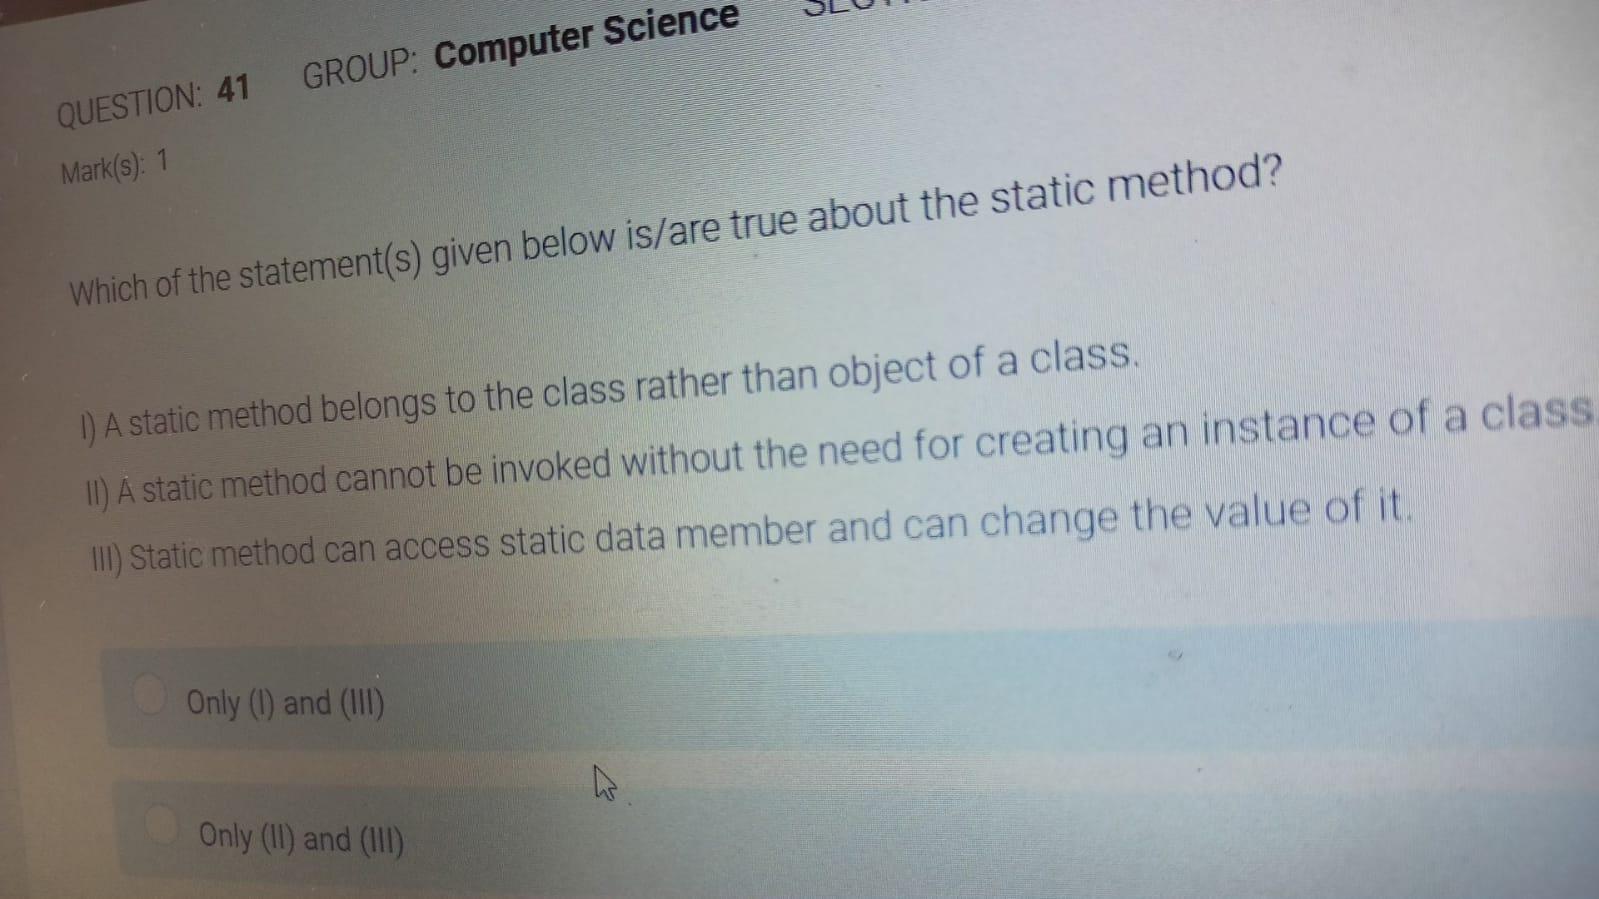 QUESTION: 41 GROUP: Computer Science
Mark(s): 1
Which of the statement(s) given below is/are true about the static method?
I) A static method belongs to the class rather than object of a class.
II) A static method cannot be invoked without the need for creating an instance of a class.
III) Static method can access static data member and can change the value of it.
Only (I) and (III)
Only (II) and (III)